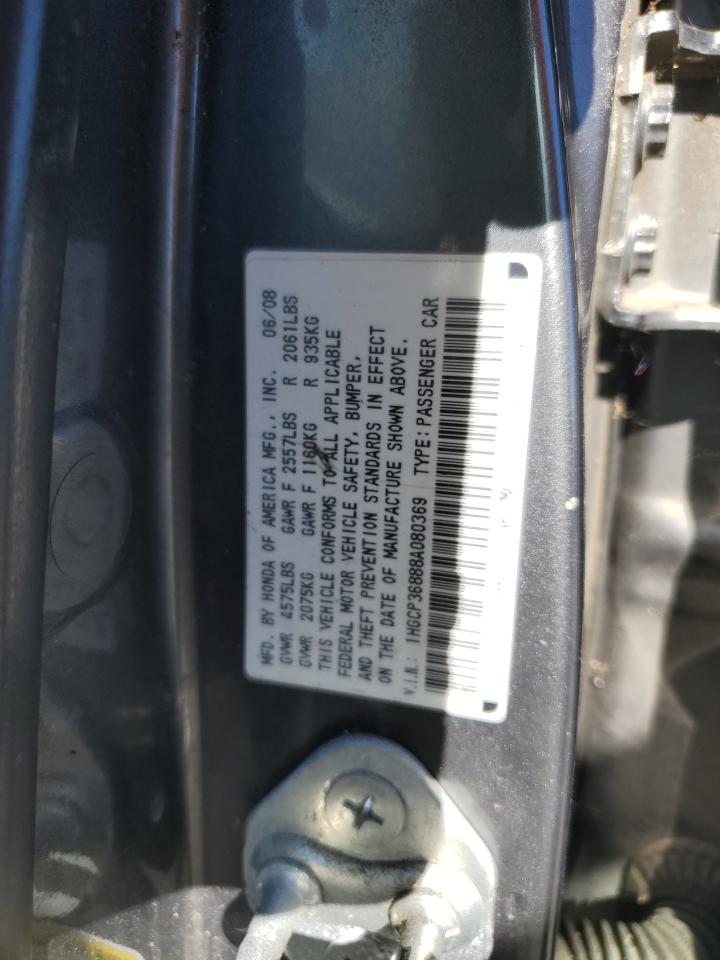 MFD. BY HONDA OF AMERICA MFG., INC. 06/08
GVWR 4575LBS GAWR F 2557LBS R 2061LBS
GVWR 2075KG GAWR F 1160KG R 935KG
THIS VEHICLE CONFORMS TO ALL APPLICABLE
FEDERAL MOTOR VEHICLE SAFETY, BUMPER,
AND THEFT PREVENTION STANDARDS IN EFFECT
ON THE DATE OF MANUFACTURE SHOWN ABOVE.
V.I.N.: 1HGCP36888A080369 TYPE: PASSENGER CAR